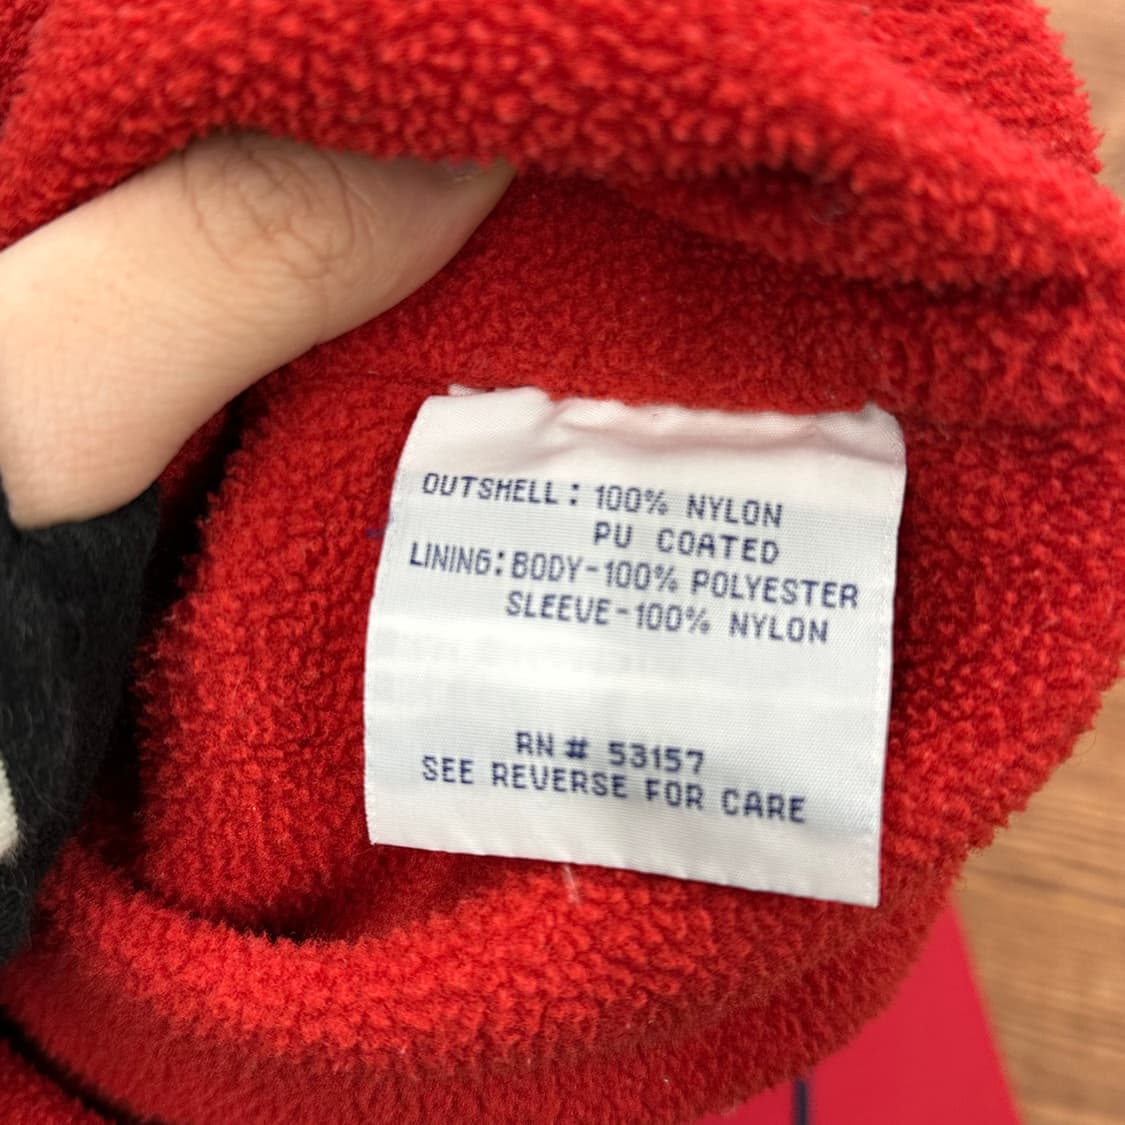 OUTSHELL: 100% NYLON
PU COATED
LINING: BODY-100% POLYESTER
SLEEVE-100% NYLON
RN # 53157
SEE REVERSE FOR CARE